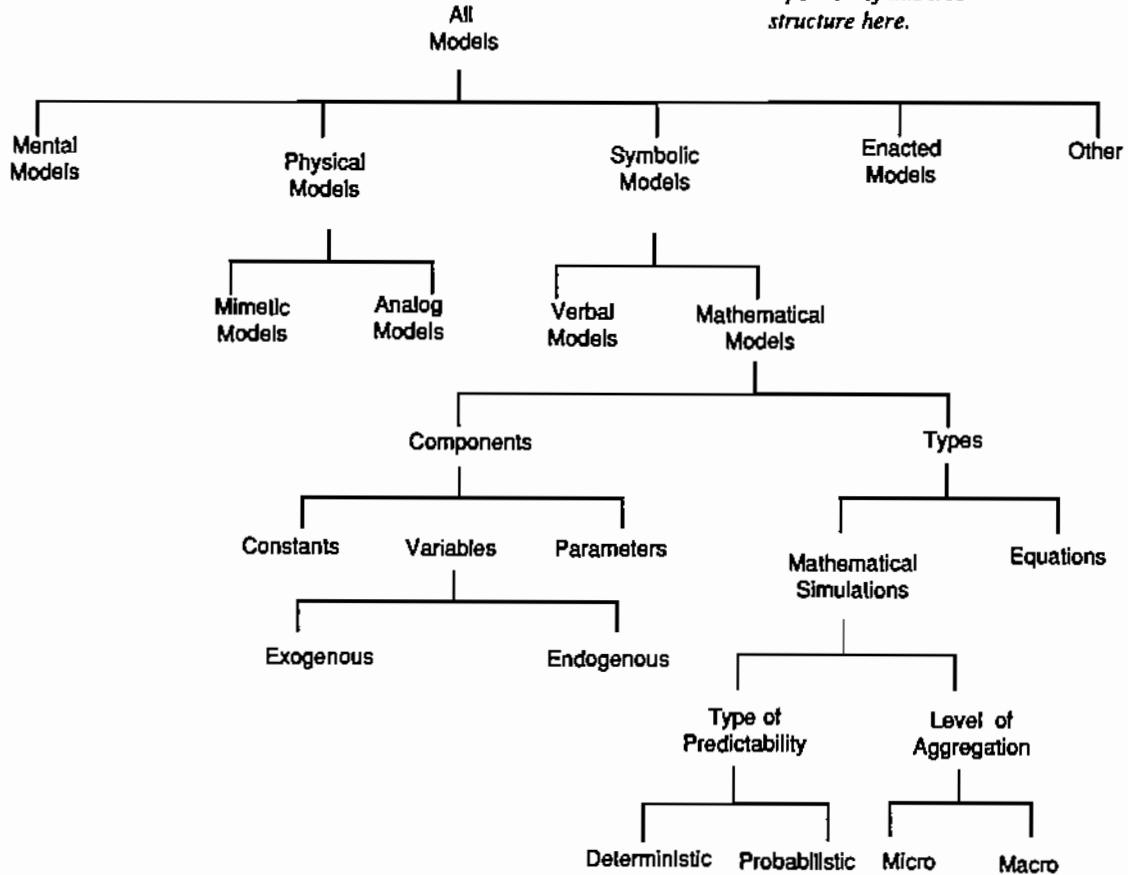 structure here.
All
Models
Mental
Models
Physical
Models
Symbolic
Models
Enacted
Models
Other
Mimetic
Models
Analog
Models
Verbal
Models
Mathematical
Models
Components
Types
Constants
Variables
Parameters
Mathematical
Simulations
Equations
Exogenous
Endogenous
Type of
Predictability
Level of
Aggregation
Deterministic
Probabilistic
Micro
Macro